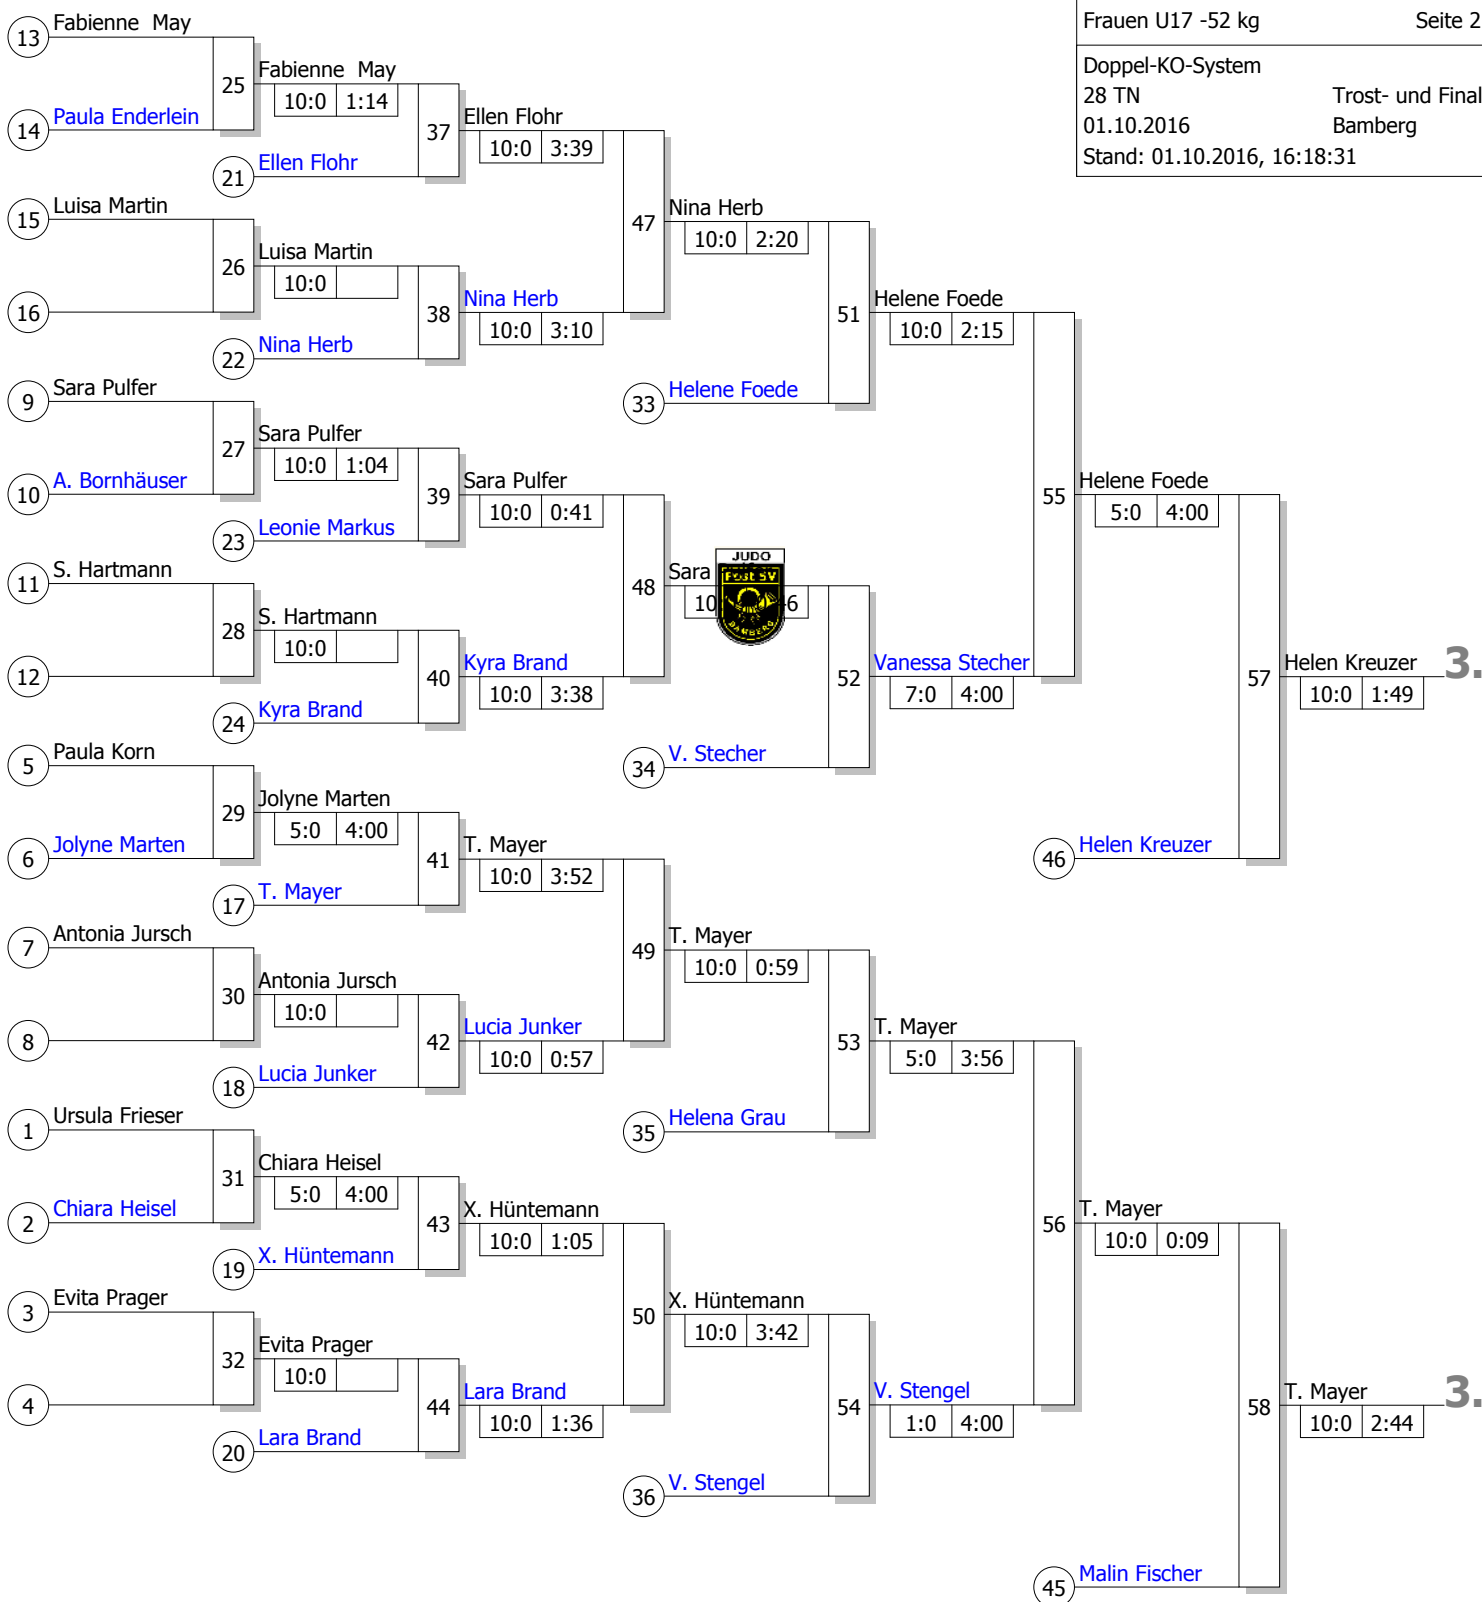 Frauen U17 -52 kg Seite 2
Doppel-KO-System
28 TN Trost- und Final
01.10.2016 Bamberg
Stand: 01.10.2016, 16:18:31
13 Fabienne May
25
Fabienne May
10:0 1:14
14 Paula Enderlein
37
Ellen Flohr
10:0 3:39
21 Ellen Flohr
15 Luisa Martin
47
Nina Herb
10:0 2:20
26
Luisa Martin
10:0
16
38
Nina Herb
10:0 3:10
22 Nina Herb
51
Helene Foede
10:0 2:15
9 Sara Pulfer
33 Helene Foede
27
Sara Pulfer
10:0 1:04
10 A. Bornhäuser
39
Sara Pulfer
10:0 0:41
23 Leonie Markus
55
Helene Foede
5:0 4:00
11 S. Hartmann
48
Sara
10 6
JUDO
Post SV
BAMBERG
28
S. Hartmann
10:0
12
40
Kyra Brand
10:0 3:38
24 Kyra Brand
52
Vanessa Stecher
7:0 4:00
57
Helen Kreuzer
10:0 1:49
3.
5 Paula Korn
34 V. Stecher
29
Jolyne Marten
5:0 4:00
6 Jolyne Marten
41
T. Mayer
10:0 3:52
46 Helen Kreuzer
17 T. Mayer
7 Antonia Jursch
49
T. Mayer
10:0 0:59
30
Antonia Jursch
10:0
8
42
Lucia Junker
10:0 0:57
18 Lucia Junker
53
T. Mayer
5:0 3:56
1 Ursula Frieser
35 Helena Grau
31
Chiara Heisel
5:0 4:00
2 Chiara Heisel
43
X. Hüntemann
10:0 1:05
19 X. Hüntemann
56
T. Mayer
10:0 0:09
3 Evita Prager
50
X. Hüntemann
10:0 3:42
32
Evita Prager
10:0
4
44
Lara Brand
10:0 1:36
20 Lara Brand
54
V. Stengel
1:0 4:00
58
T. Mayer
10:0 2:44
3.
36 V. Stengel
45 Malin Fischer